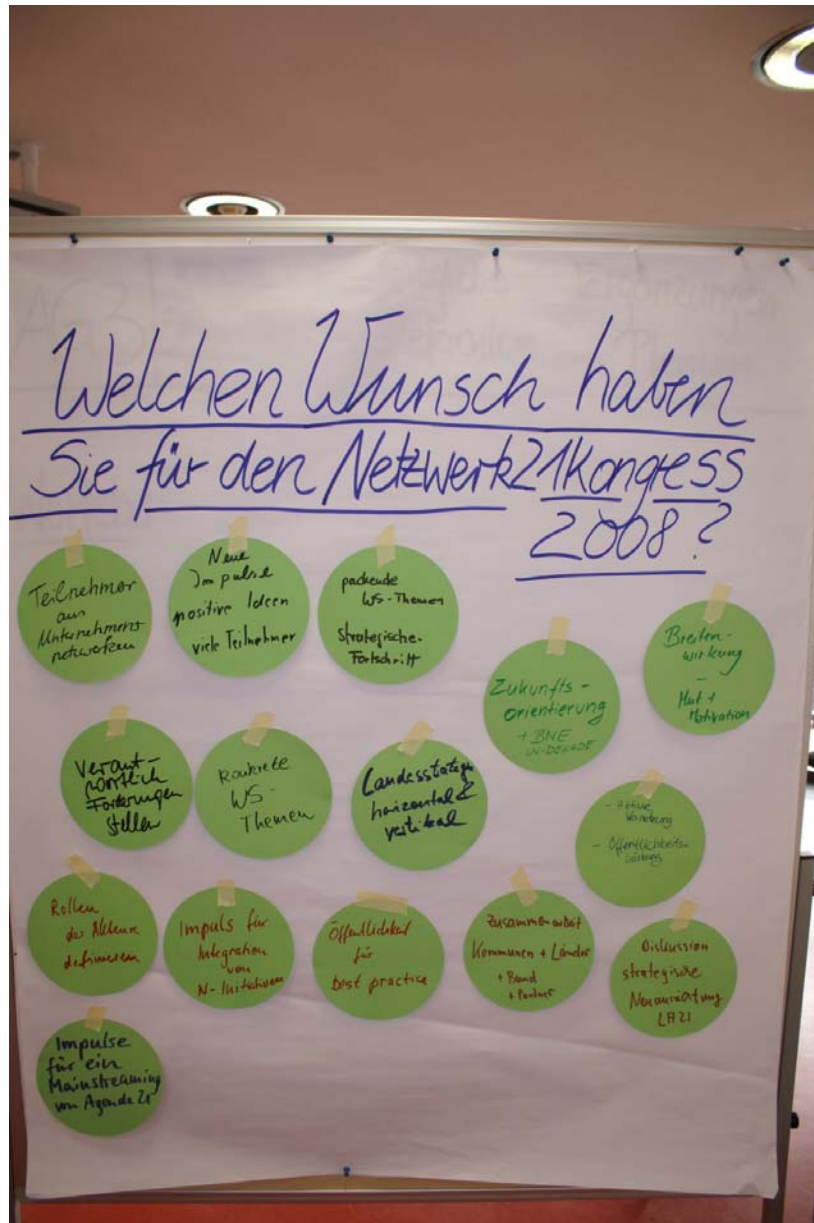 Welchen Wunsch haben
Sie für den Netzwerk21Kongress
2008?
Teilnehmer
aus
Unternehmens
netzwerken
Neue
Impulse
positive Ideen
viele Teilnehmer
packende
WS-Themen
Strategische-
Fortschritt
Zukunfts-
orientierung
+ BNE
UN-DEKADE
Breiten-
wirkung
–
Mut +
Motivation
Verant-
wortlich
Forderungen
stellen
Konkrete
WS-
Themen
horizontal &
vertikal
- Aktive
- Öffentlichkeits-
Rollen
der
definieren
Impuls für
Integration
von
N-Initiativen
Öffentlichkeit
für
best practice
Zusammenarbeit
Kommunen + Länder
+ Bund
+ Partner
Diskussion
strategische
Neuausrichtung
LA21
Impulse
für ein
Mainstreaming
von Agenda 21